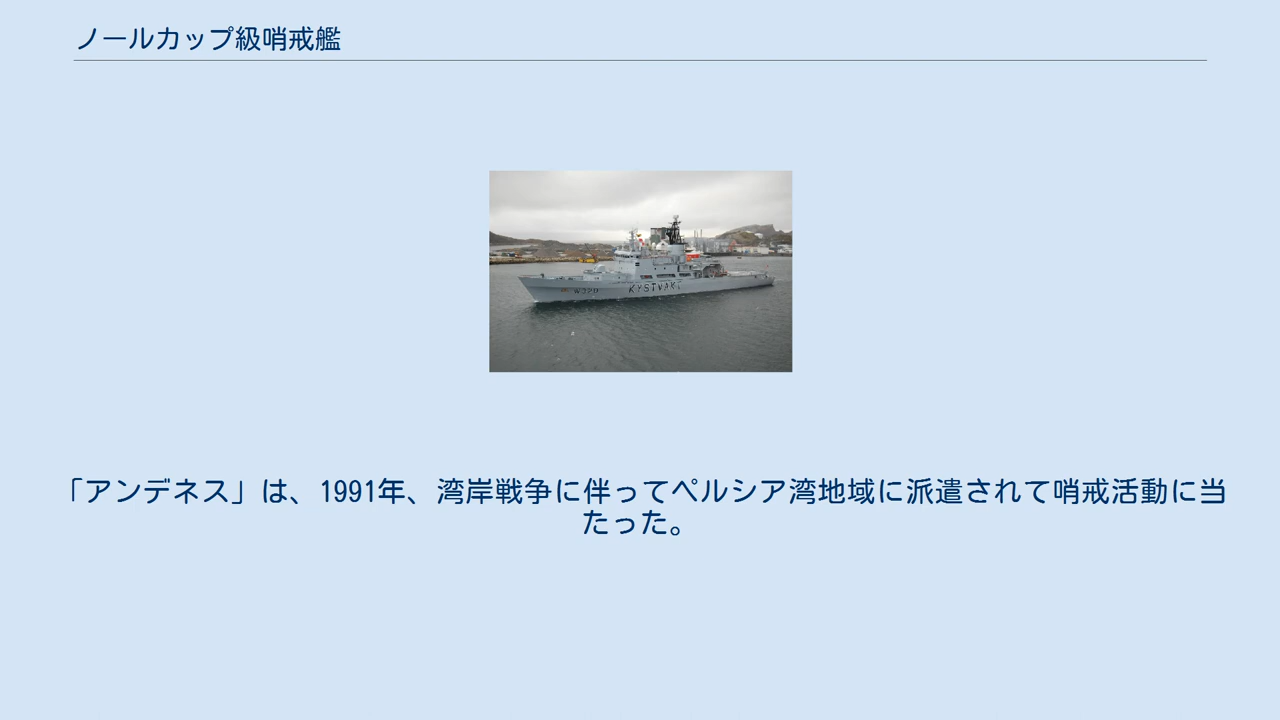 ノールカップ級哨戒艦
KYSTVAKT
「アンデネス」は、1991年、湾岸戦争に伴ってペルシア湾地域に派遣されて哨戒活動に当
たった。